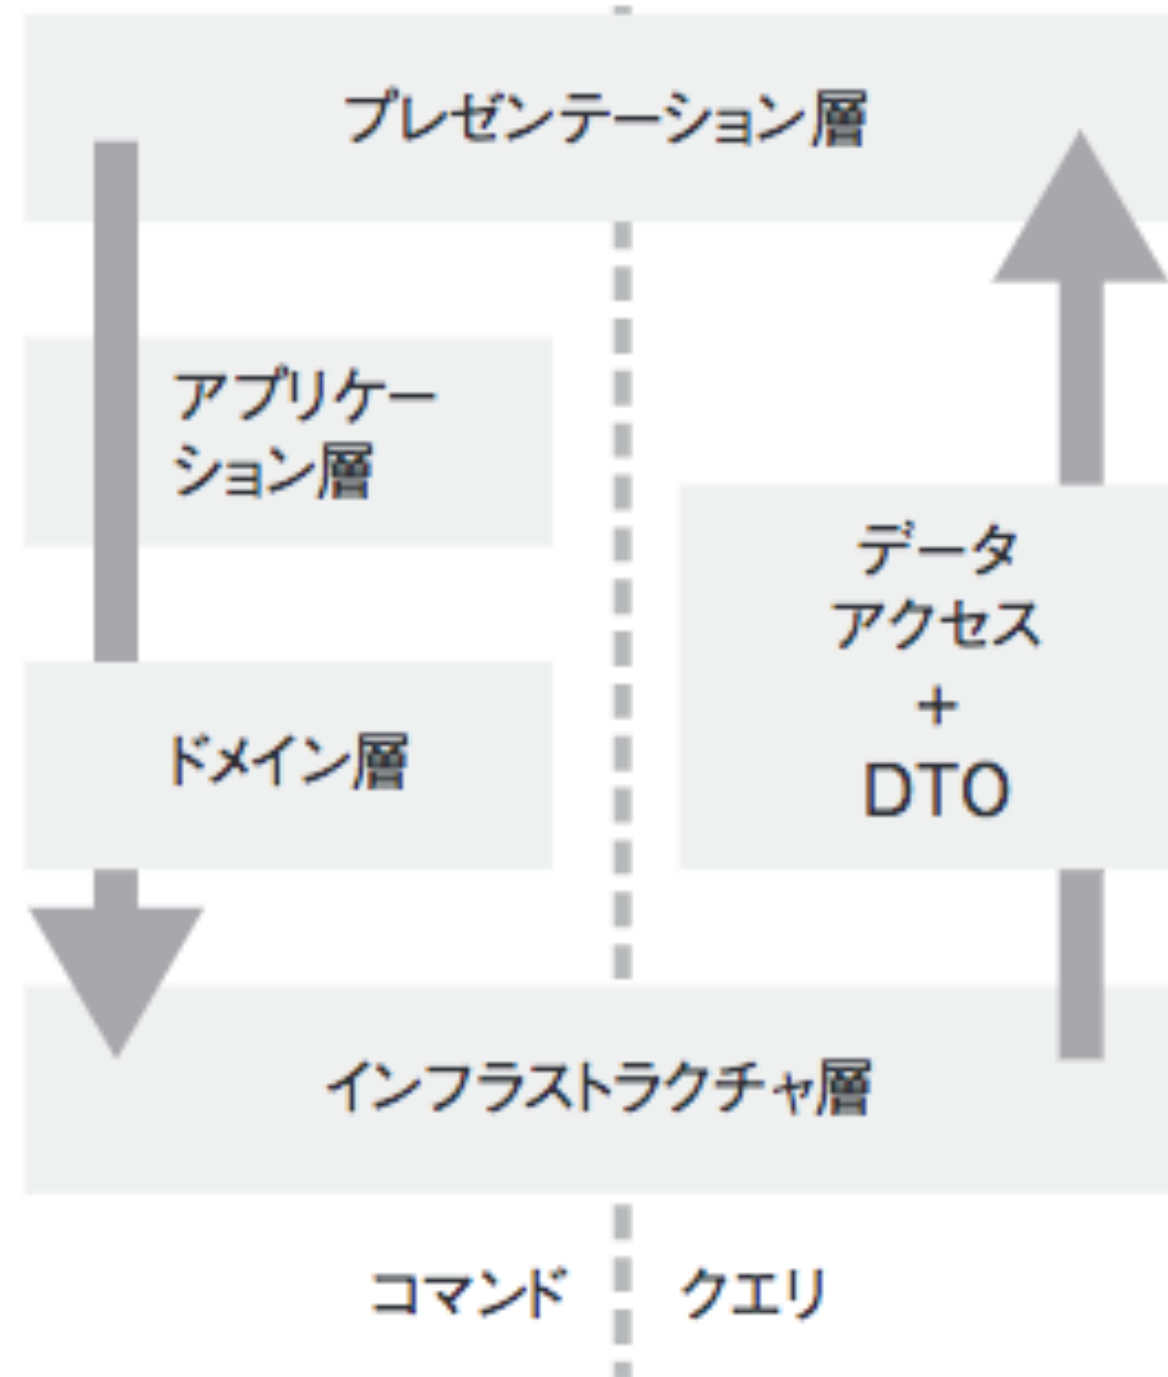 プレゼンテーション層
アプリケー
ション層
ドメイン層
データ
アクセス
+
DTO
インフラストラクチャ層
コマンド
クエリ